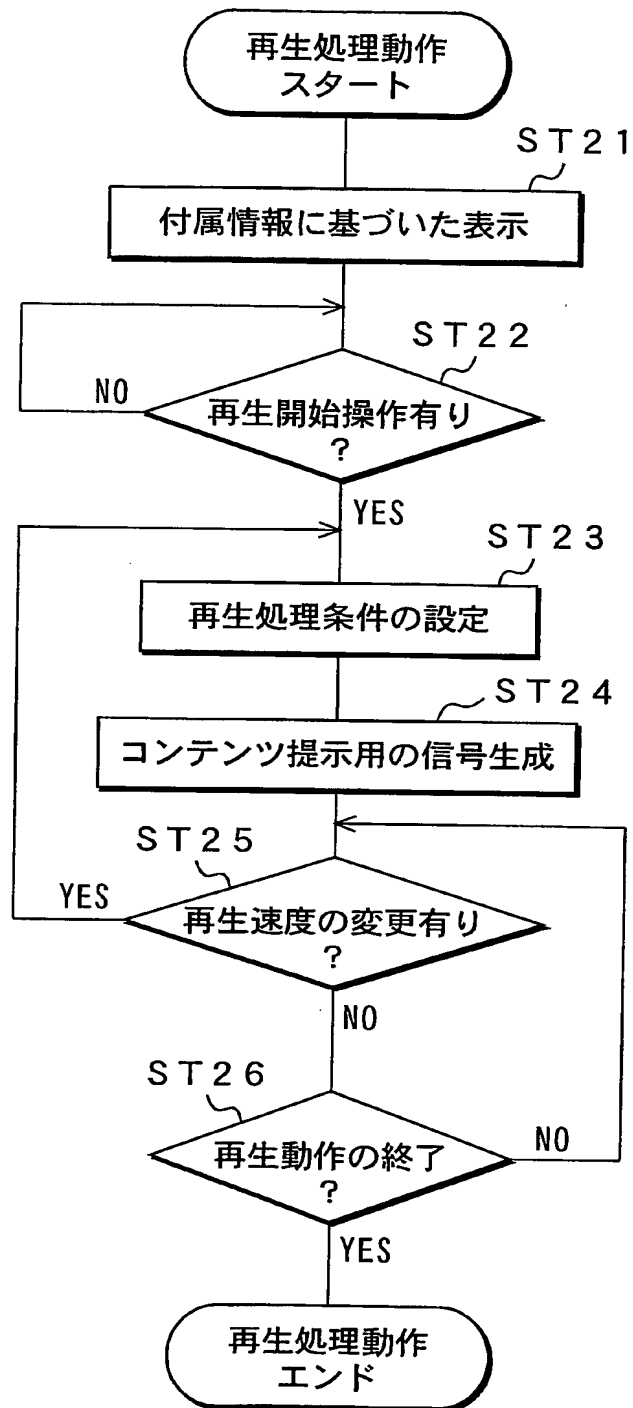 再生処理動作
スタート
ＳＴ２１
付属情報に基づいた表示
ＳＴ２２
NO
再生開始操作有り
？
YES
ＳＴ２３
再生処理条件の設定
ＳＴ２４
コンテンツ提示用の信号生成
ＳＴ２５
YES
再生速度の変更有り
？
NO
ＳＴ２６
再生動作の終了
？
NO
YES
再生処理動作
エンド